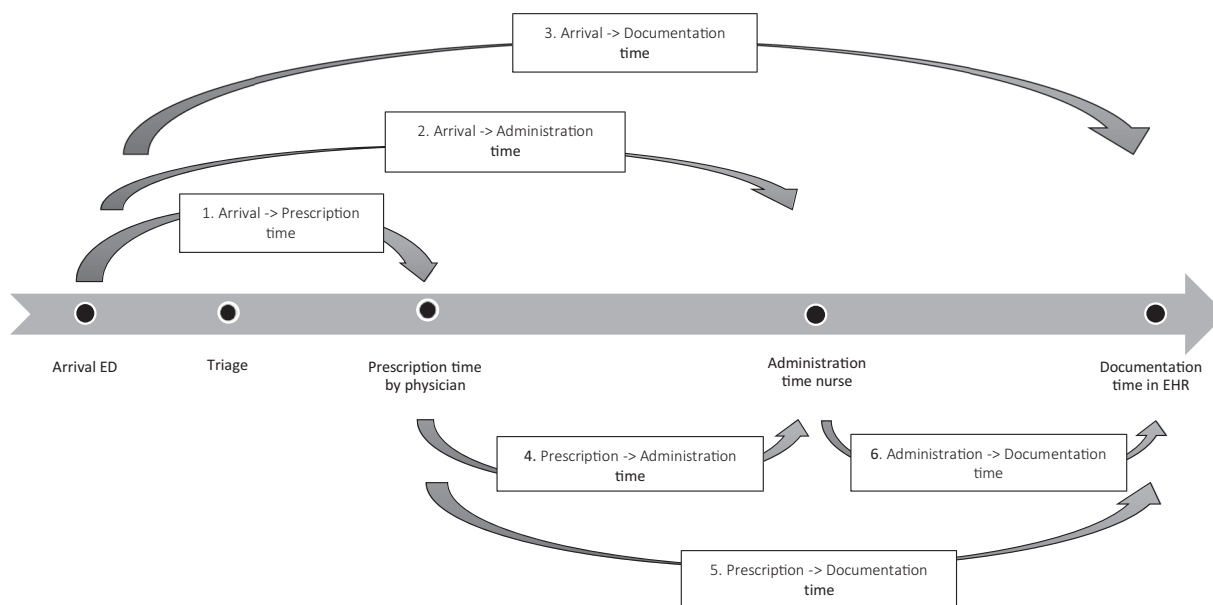 3. Arrival -> Documentation
time
2. Arrival -> Administration
time
1. Arrival -> Prescription
time
Arrival ED
Triage
Prescription time
by physician
Administration
time nurse
Documentation
time in EHR
4. Prescription -> Administration
time
6. Administration -> Documentation
time
5. Prescription -> Documentation
time